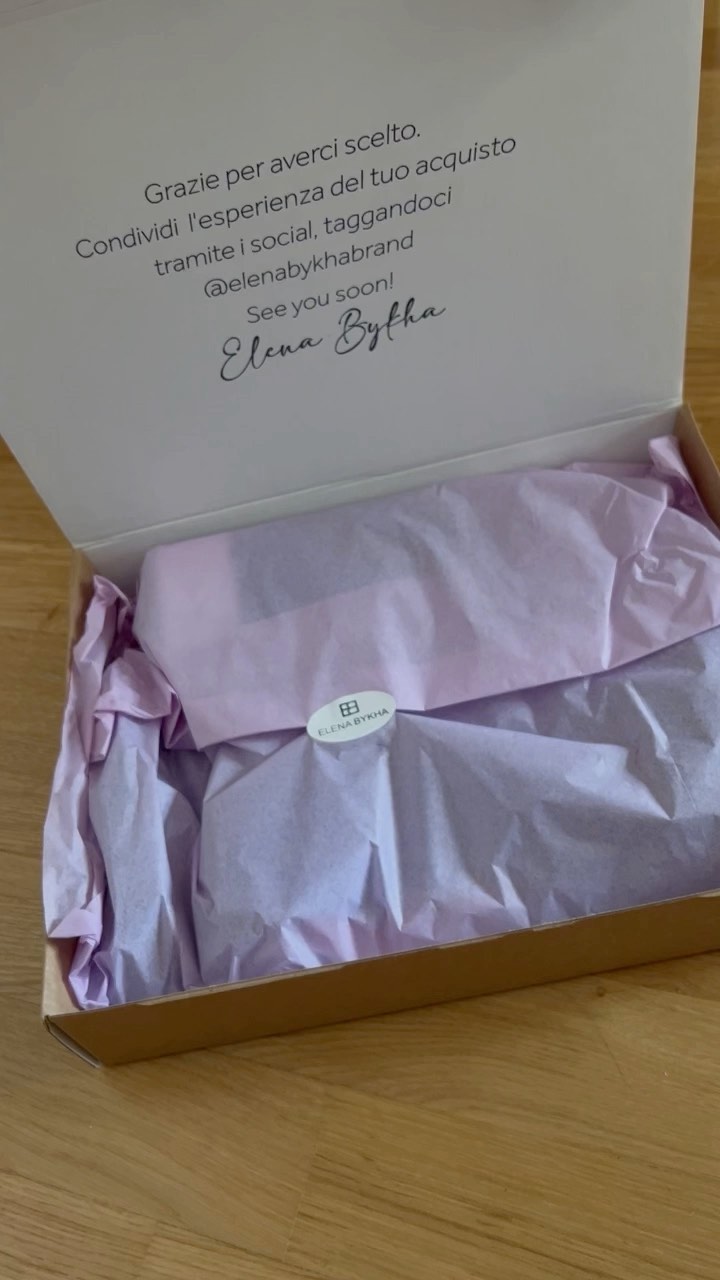 Grazie per averci scelto.
Condividi l'esperienza del tuo acquisto
tramite i social, taggandoci
@elenabykhabrand
See you soon!
Elena Bykha
ELENA BYKHA